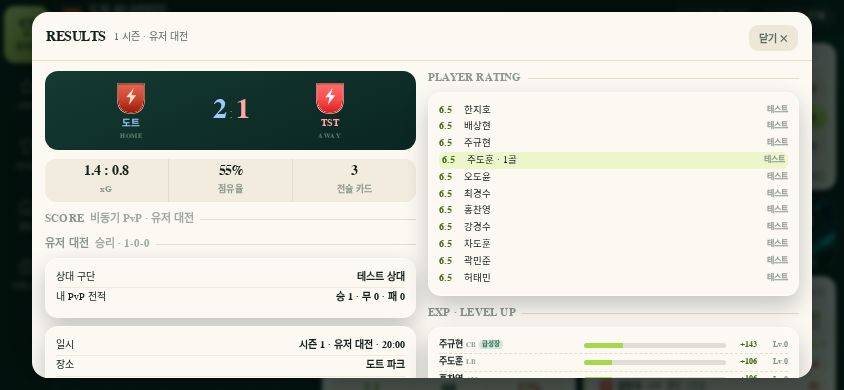 RESULTS 1 시즌 · 유저 대전
닫기 ✕
도트
HOME
2 : 1
TST
AWAY
1.4 : 0.8
xG
55%
점유율
3
전술 카드
SCORE 비동기 PvP · 유저 대전
유저 대전 승리 · 1-0-0
상대 구단 테스트 상대
내 PvP 전적 승 1 · 무 0 · 패 0
일시 시즌 1 · 유저 대전 · 20:00
장소 도트 파크
PLAYER RATING
6.5 한지호 테스트
6.5 배상현 테스트
6.5 주규현 테스트
6.5 주도훈 · 1골 테스트
6.5 오도윤 테스트
6.5 최경수 테스트
6.5 홍찬영 테스트
6.5 강경수 테스트
6.5 차도훈 테스트
6.5 곽민준 테스트
6.5 허태민 테스트
EXP · LEVEL UP
주규현 CB 급성장 +143 Lv.0
주도훈 LB +106 Lv.0